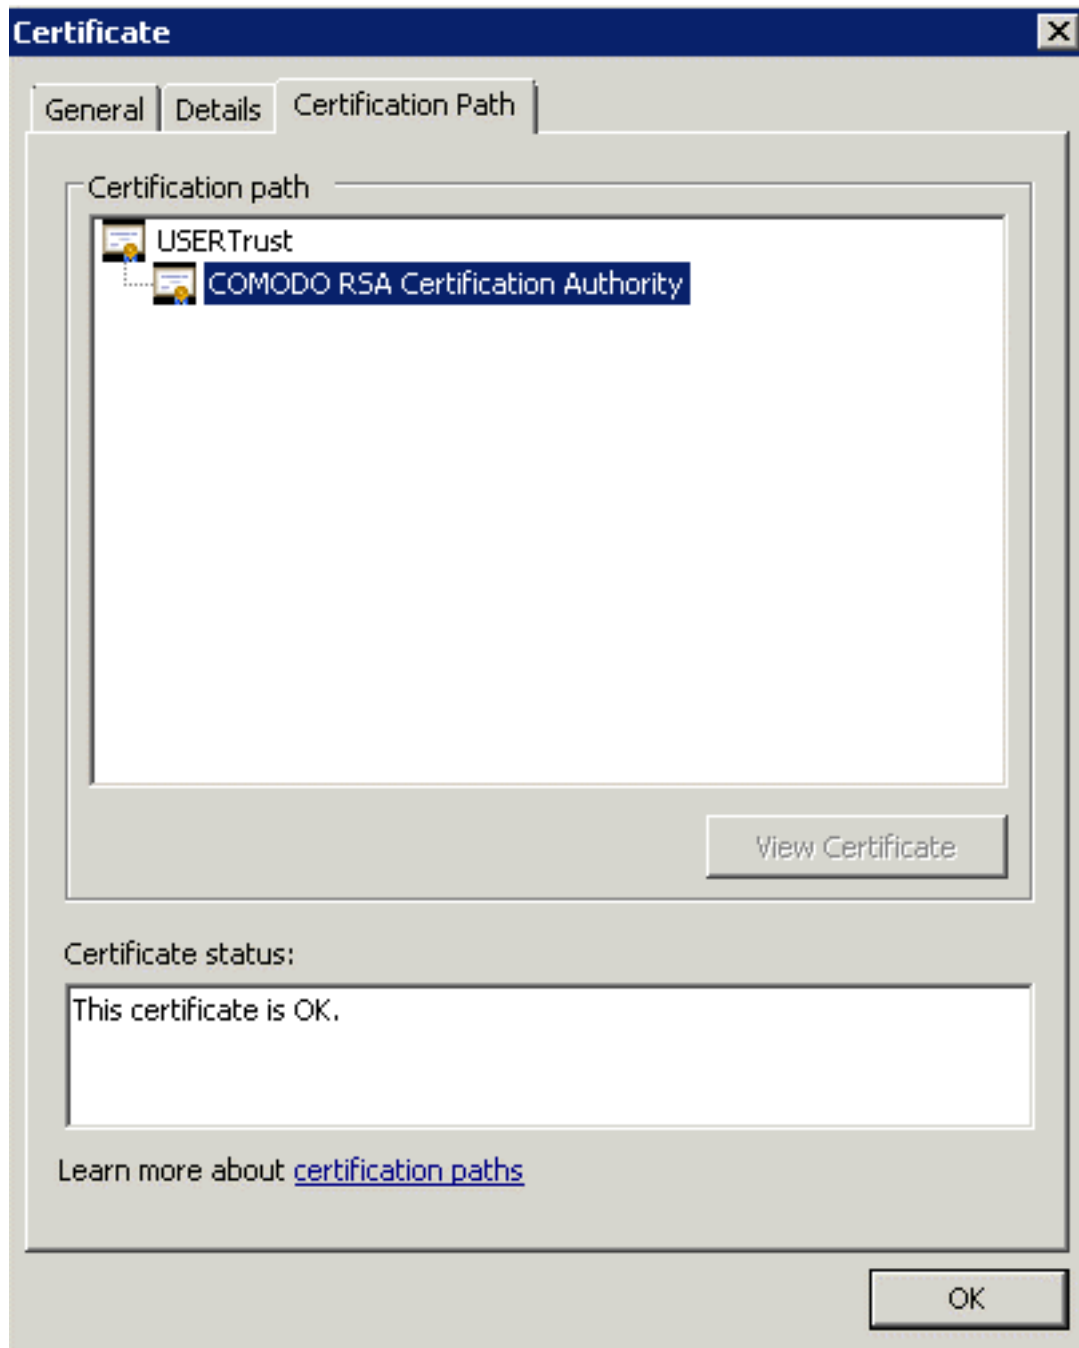 Certificate
General Details Certification Path
Certification path
USERTrust
COMODO RSA Certification Authority
View Certificate
Certificate status:
This certificate is OK.
Learn more about certification paths
OK